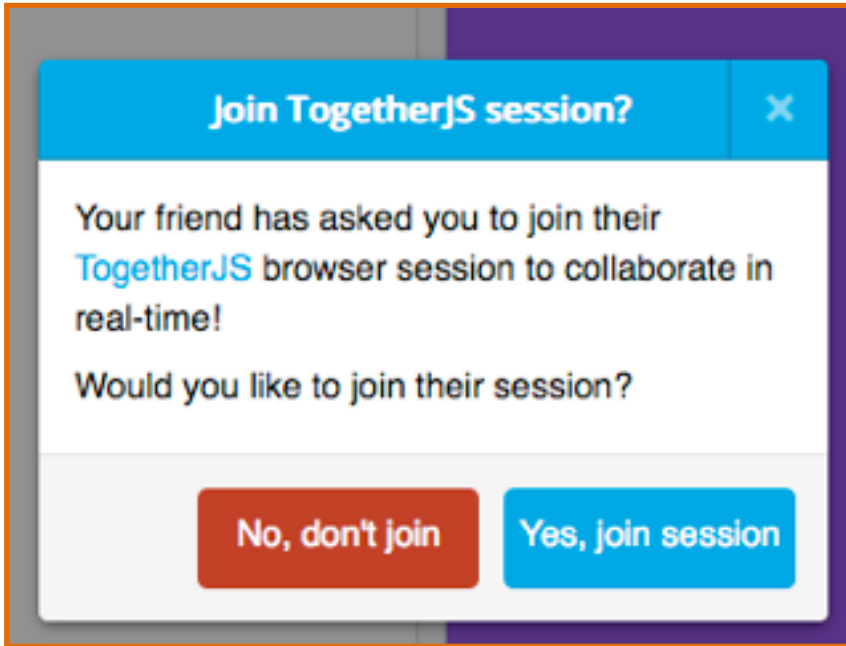 Join TogetherJS session?
×
Your friend has asked you to join their
TogetherJS browser session to collaborate in
real-time!
Would you like to join their session?
No, don't join
Yes, join session